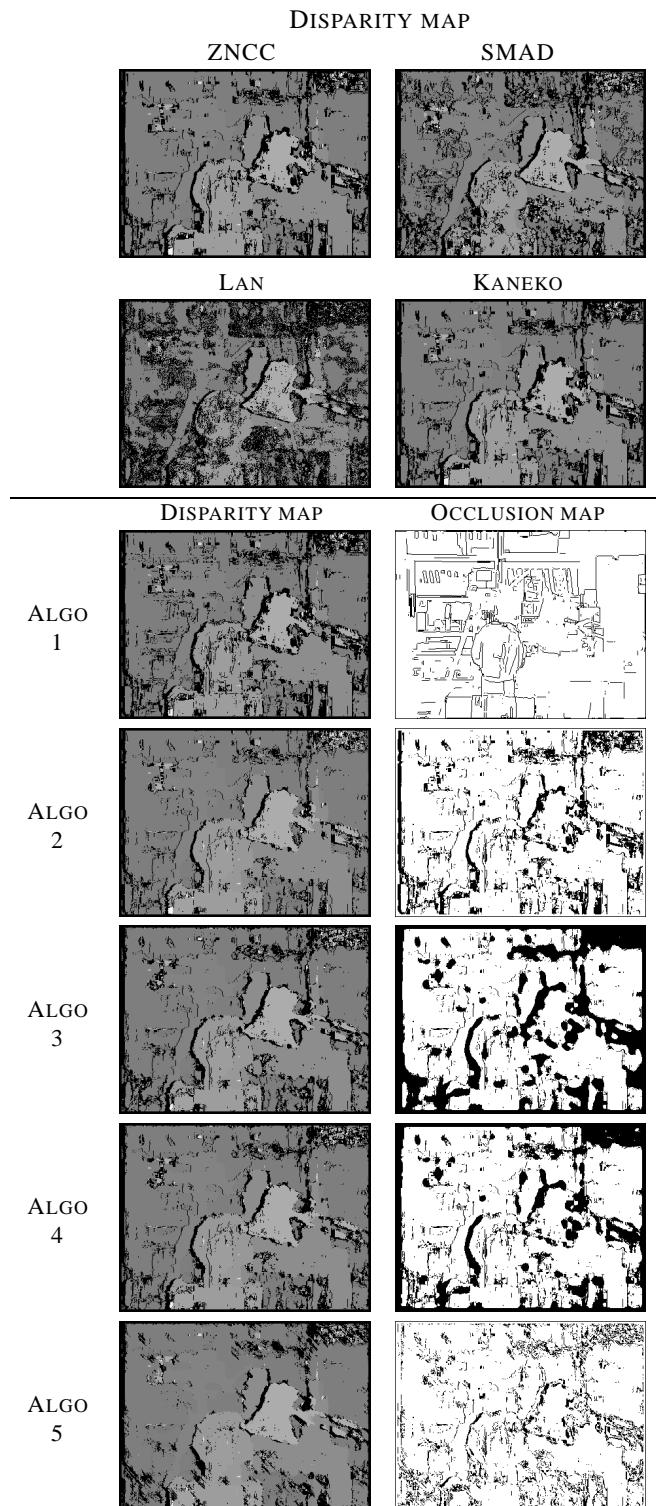 DISPARITY MAP
ZNCC SMAD
LAN KANEKO
DISPARITY MAP OCCLUSION MAP
ALGO
1
ALGO
2
ALGO
3
ALGO
4
ALGO
5